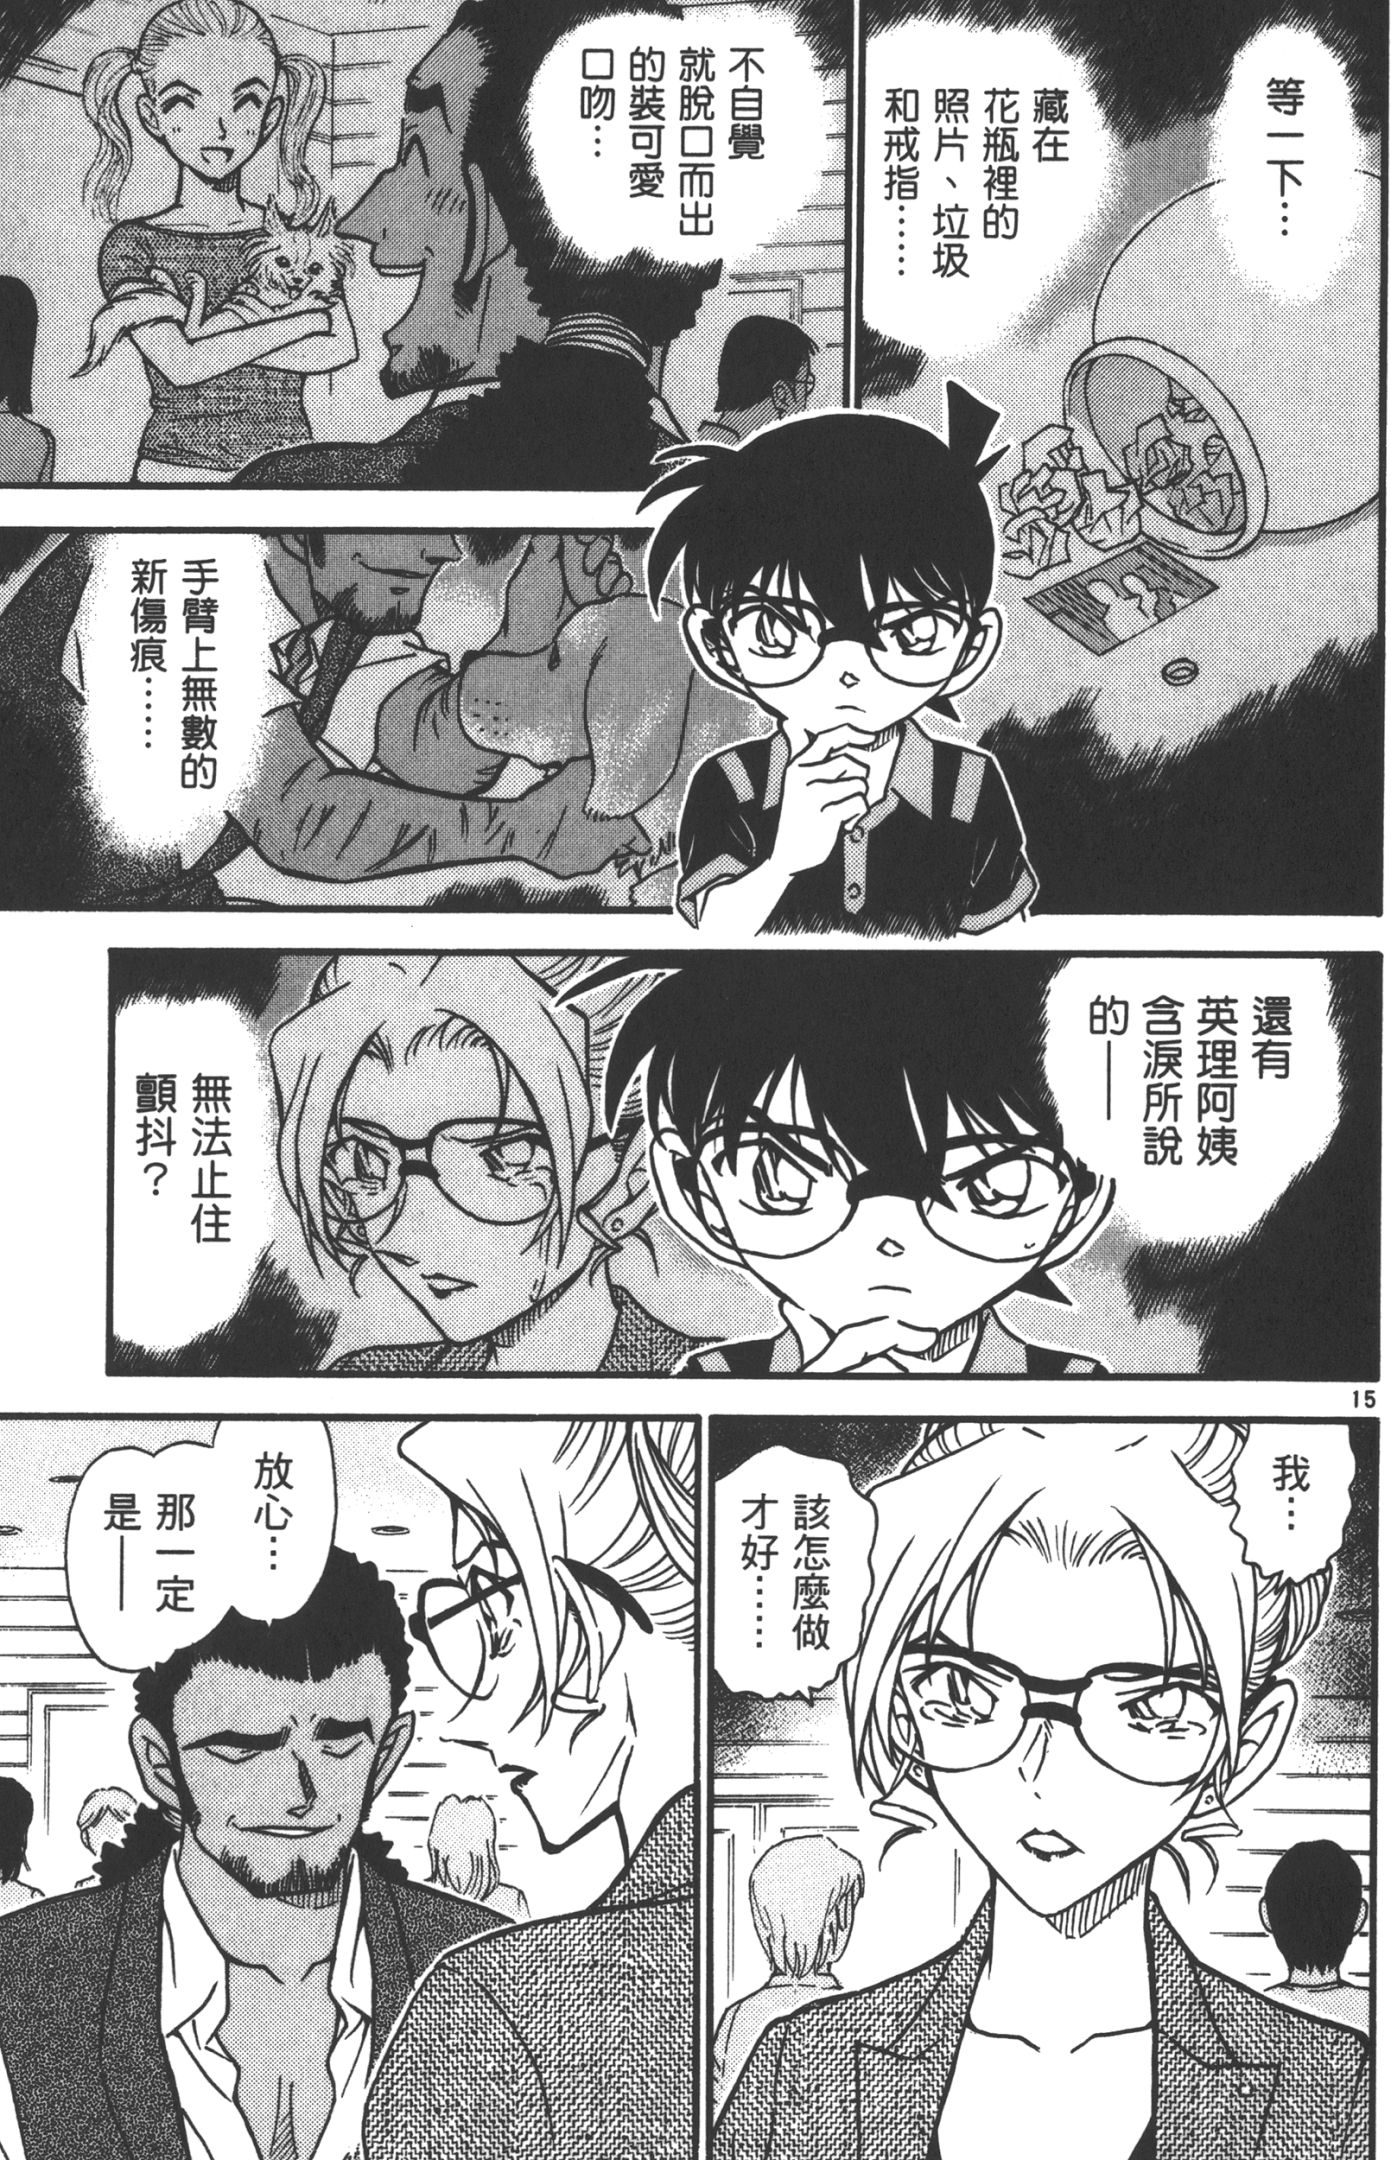 等一下…
藏在
花瓶裡的
照片、垃圾
和戒指……
不自覺
就脫口而出
的裝可愛
口吻…
手臂上無數的
新傷痕……
還有
英理阿姨
含淚所說
的——
無法止住
顫抖？
15
我…
該怎麼做
才好……
放心…
那一定
是——